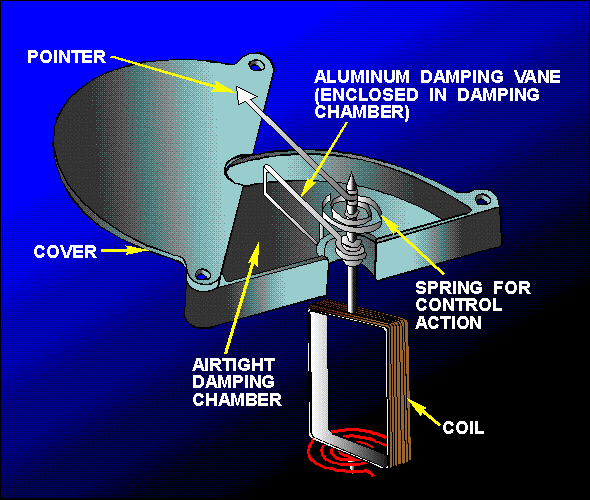 POINTER
ALUMINUM DAMPING VANE
(ENCLOSED IN DAMPING
CHAMBER)
COVER
SPRING FOR
CONTROL
ACTION
AIRTIGHT
DAMPING
CHAMBER
COIL